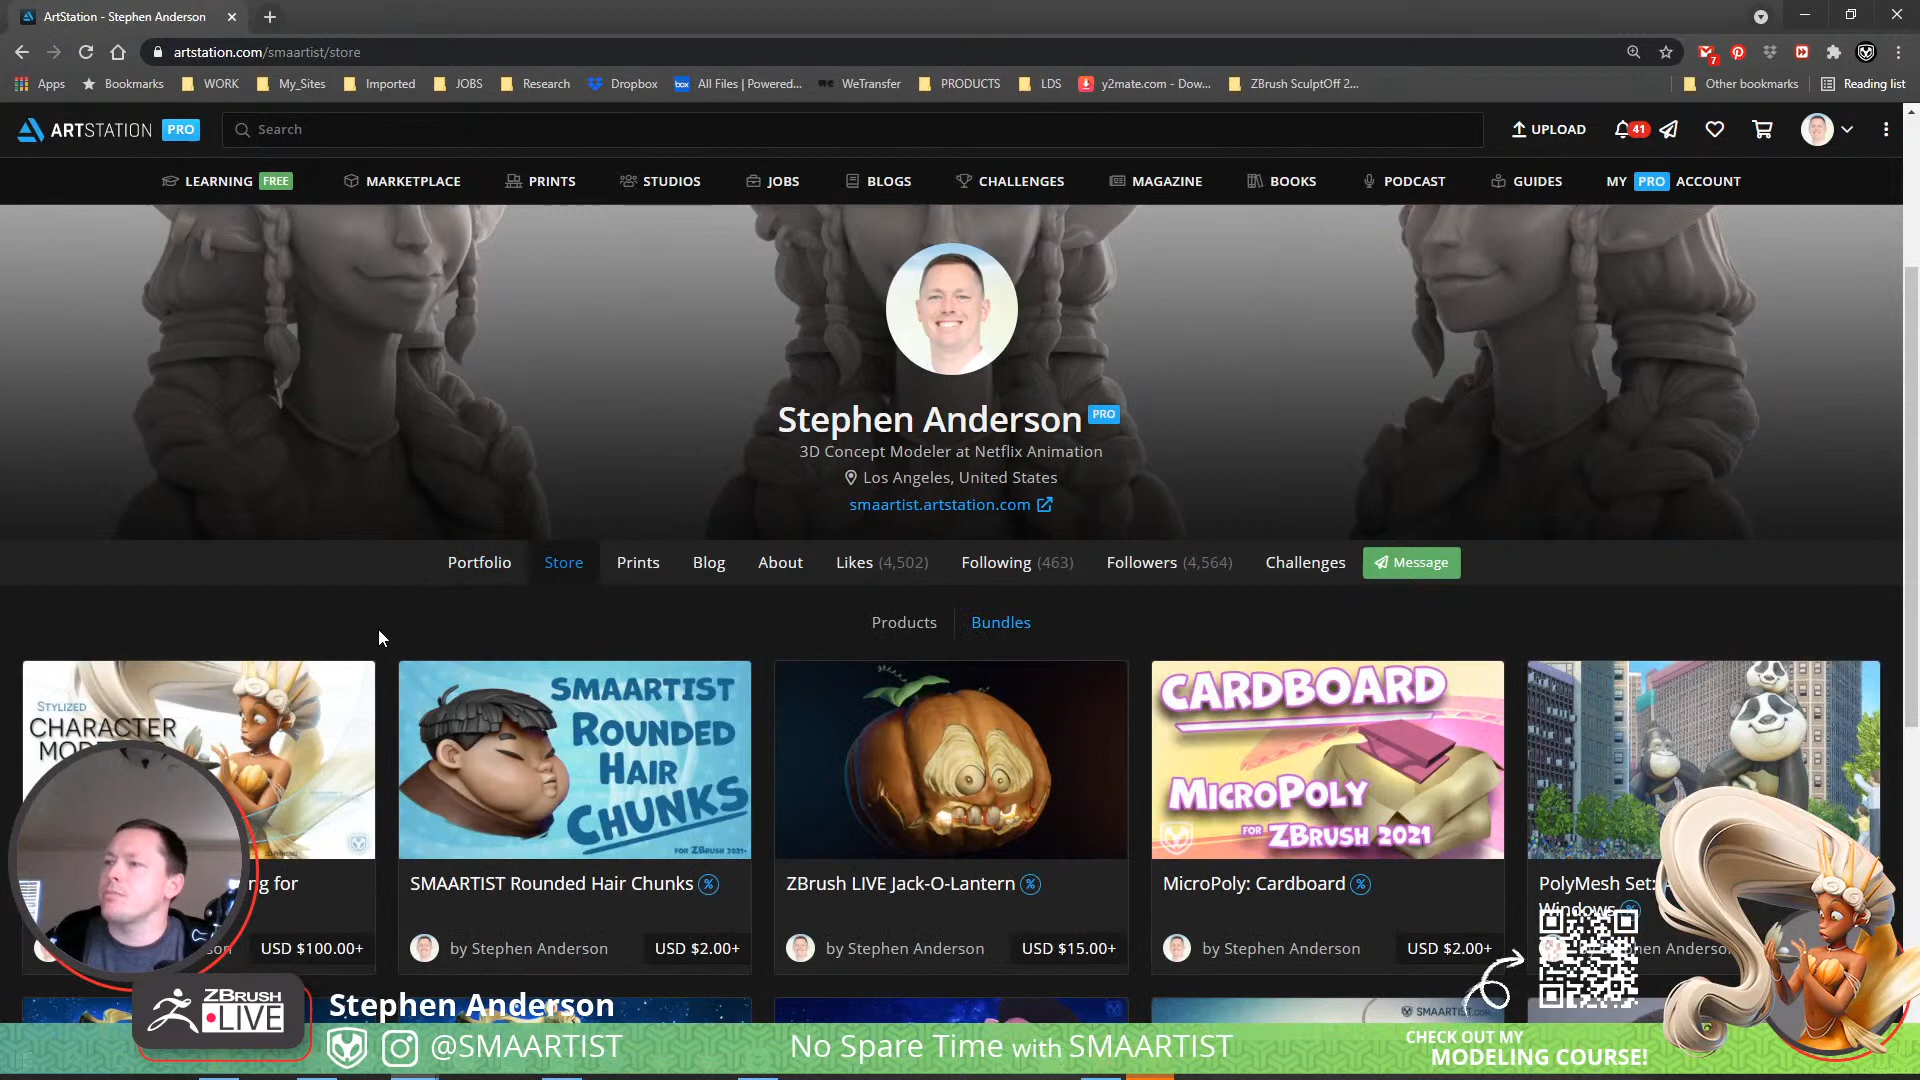 ArtStation - Stephen Anderson
artstation.com/smaartist/store
7
Apps Bookmarks WORK My_Sites Imported JOBS Research Dropbox box All Files | Powered... we WeTransfer PRODUCTS LDS y2mate.com - Dow... ZBrush SculptOff 2... Other bookmarks Reading list
ARTSTATION PRO Search UPLOAD 41
LEARNING FREE MARKETPLACE PRINTS STUDIOS JOBS BLOGS CHALLENGES MAGAZINE BOOKS PODCAST GUIDES MY PRO ACCOUNT
Stephen Anderson PRO
3D Concept Modeler at Netflix Animation
Los Angeles, United States
smaartist.artstation.com
Portfolio Store Prints Blog About Likes (4,502) Following (463) Followers (4,564) Challenges Message
Products Bundles
STYLIZED
CHARACTER
SMAARTIST
ROUNDED
HAIR
CHUNKS
FOR ZBRUSH 2021+
CARDBOARD
MICROPOLY
FOR ZBRUSH 2021
ng for
SMAARTIST Rounded Hair Chunks %
ZBrush LIVE Jack-O-Lantern %
MicroPoly: Cardboard %
PolyMesh Set:
Windows
USD $100.00+
by Stephen Anderson USD $2.00+
by Stephen Anderson USD $15.00+
by Stephen Anderson USD $2.00+
SMAARTIST.com
ZBRUSH
LIVE
Stephen Anderson
@SMAARTIST
No Spare Time with SMAARTIST
CHECK OUT MY
MODELING COURSE!